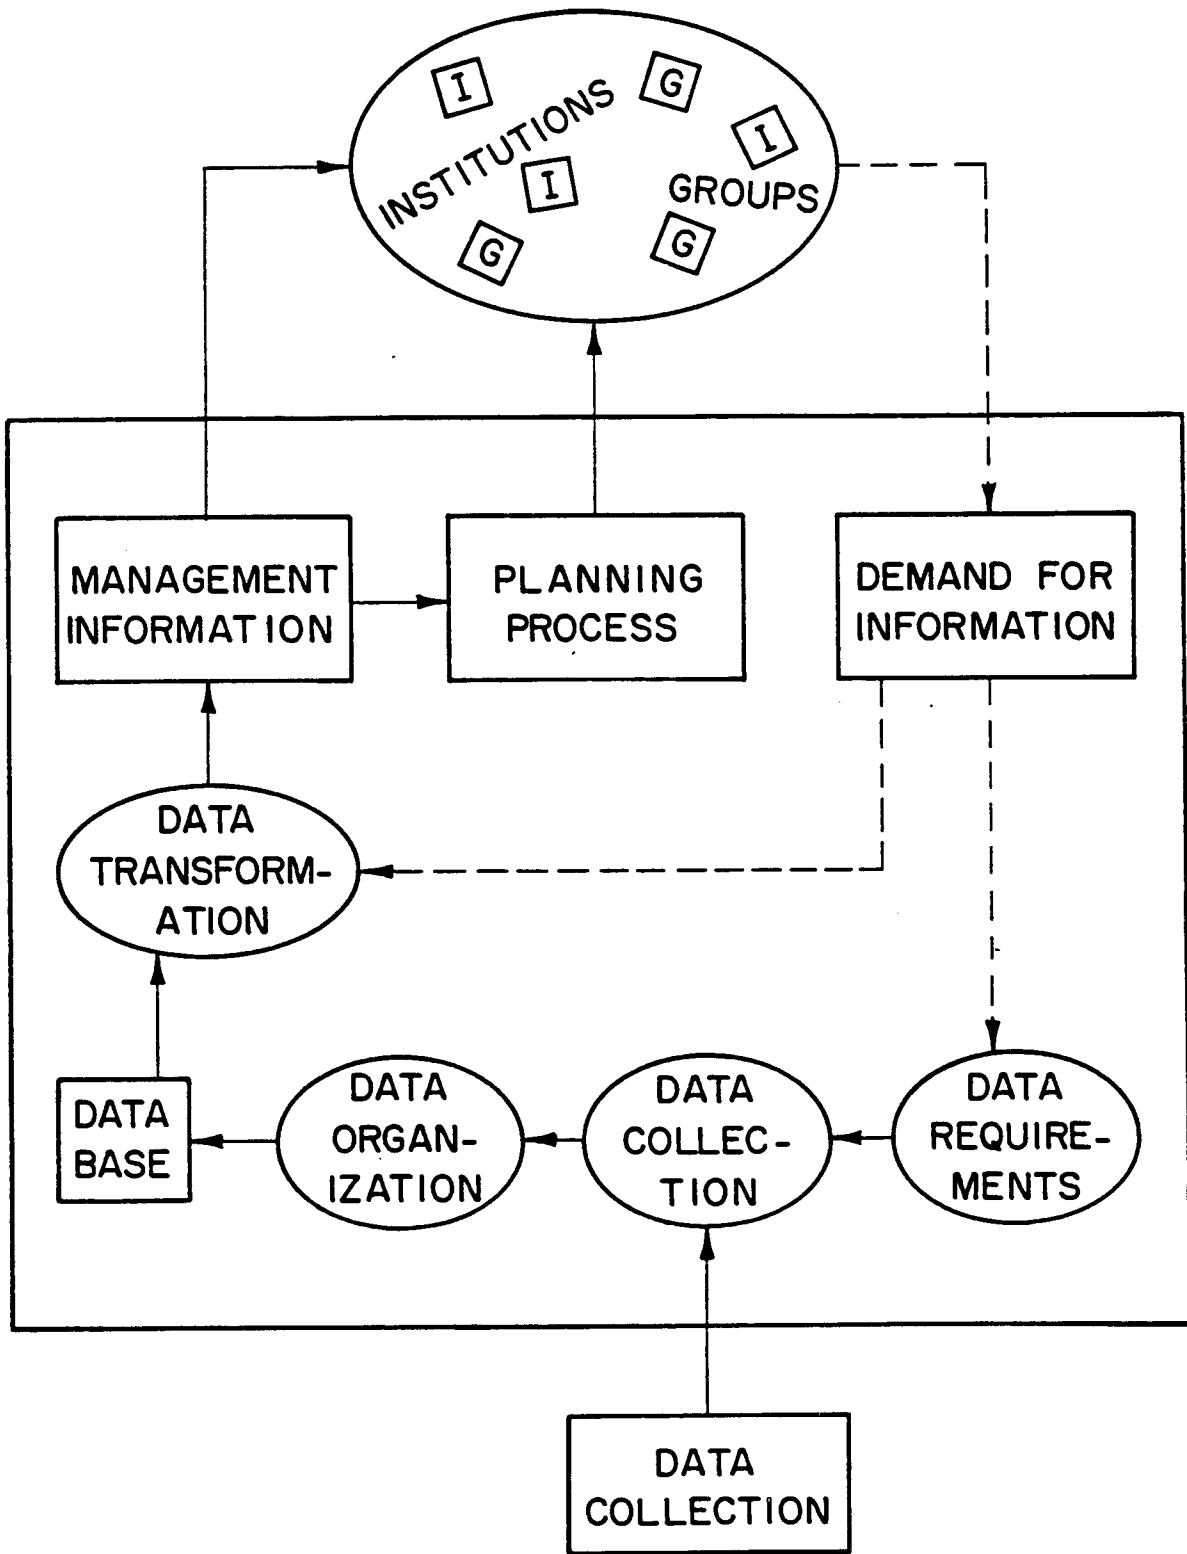 I
G
I
INSTITUTIONS
I
GROUPS
G
G
MANAGEMENT
INFORMATION
PLANNING
PROCESS
DEMAND FOR
INFORMATION
DATA
TRANSFORM-
ATION
DATA
BASE
DATA
ORGAN-
IZATION
DATA
COLLEC-
TION
DATA
REQUIRE-
MENTS
DATA
COLLECTION